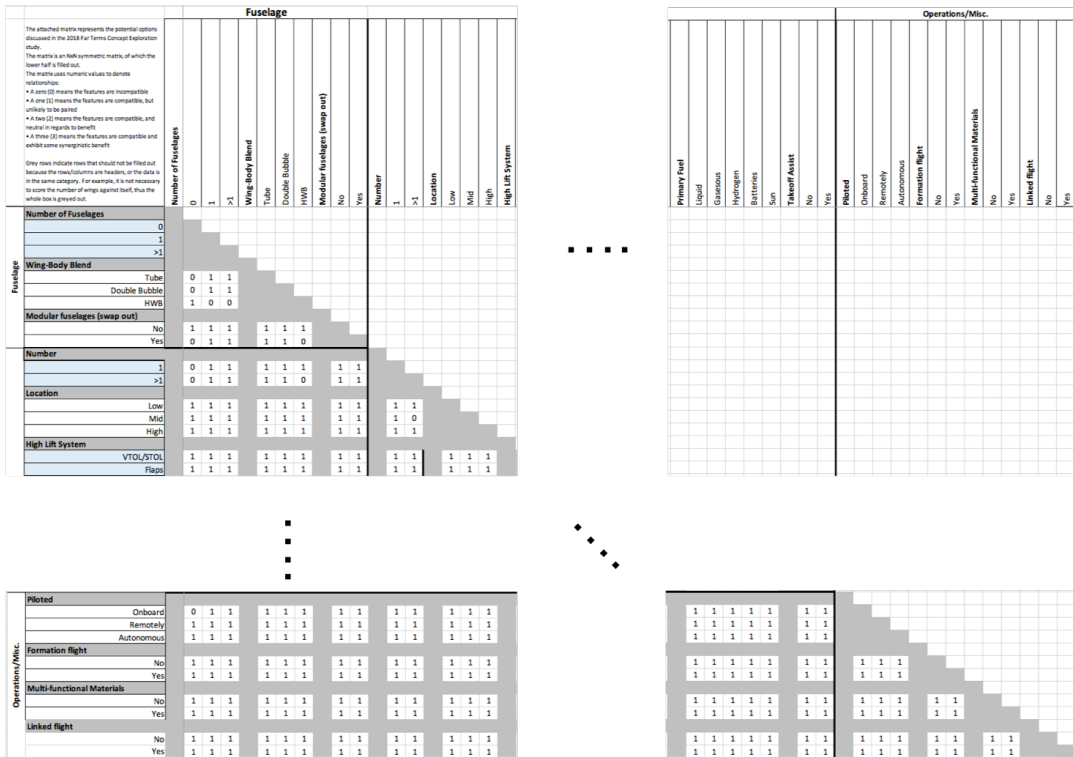 Fuselage
The attached matrix represents the potential options
discussed in the 2018 Far Terms Concept Exploration
study.
The matrix is an NxN symmetric matrix, of which the
lower half is filled out.
The matrix uses numeric values to denote
relationships:
• A zero (0) means the features are incompatible
• A one (1) means the features are compatible, but
unlikely to be paired
• A two (2) means the features are compatible, and
neutral in regards to benefit
• A three (3) means the features are compatible and
exhibit some synerginistic benefit
Grey rows indicate rows that should not be filled out
because the rows/columns are headers, or the data is
in the same category. For example, it is not necessary
to score the number of wings against itself, thus the
whole box is greyed out.
Number of Fuselages
0
1
>1
Wing-Body Blend
Tube
Double Bubble
HWB
Modular fuselages (swap out)
No
Yes
Number
1
>1
Location
Low
Mid
High
High Lift System
Fuselage
Number of Fuselages
0
1
>1
Wing-Body Blend
Tube 0 1 1
Double Bubble 0 1 1
HWB 1 0 0
Modular fuselages (swap out)
No 1 1 1 1 1 1
Yes 0 1 1 1 1 0
Number
1 0 1 1 1 1 1 1 1
>1 0 1 1 1 1 0 1 1
Location
Low 1 1 1 1 1 1 1 1 1 1
Mid 1 1 1 1 1 1 1 1 1 0
High 1 1 1 1 1 1 1 1 1 1
High Lift System
VTOL/STOL 1 1 1 1 1 1 1 1 1 1 1 1 1
Flaps 1 1 1 1 1 1 1 1 1 1 1 1 1
Operations/Misc.
Primary Fuel
Liquid
Gasesous
Hydrogen
Batteries
Sun
Takeoff Assist
No
Yes
Piloted
Onboard
Remotely
Autonomous
Formation flight
No
Yes
Multi-functional Materials
No
Yes
Linked flight
No
Yes
Operations/Misc.
Piloted
Onboard 0 1 1 1 1 1 1 1 1 1 1 1 1
Remotely 1 1 1 1 1 1 1 1 1 1 1 1 1
Autonomous 1 1 1 1 1 1 1 1 1 1 1 1 1
Formation flight
No 1 1 1 1 1 1 1 1 1 1 1 1 1
Yes 1 1 1 1 1 1 1 1 1 1 1 1 1
Multi-functional Materials
No 1 1 1 1 1 1 1 1 1 1 1 1 1
Yes 1 1 1 1 1 1 1 1 1 1 1 1 1
Linked flight
No 1 1 1 1 1 1 1 1 1 1 1 1 1
Yes 1 1 1 1 1 1 1 1 1 1 1 1 1
1 1 1 1 1 1 1
1 1 1 1 1 1 1
1 1 1 1 1 1 1
1 1 1 1 1 1 1 1 1 1
1 1 1 1 1 1 1 1 1 1
1 1 1 1 1 1 1 1 1 1 1 1
1 1 1 1 1 1 1 1 1 1 1 1
1 1 1 1 1 1 1 1 1 1 1 1 1 1
1 1 1 1 1 1 1 1 1 1 1 1 1 1